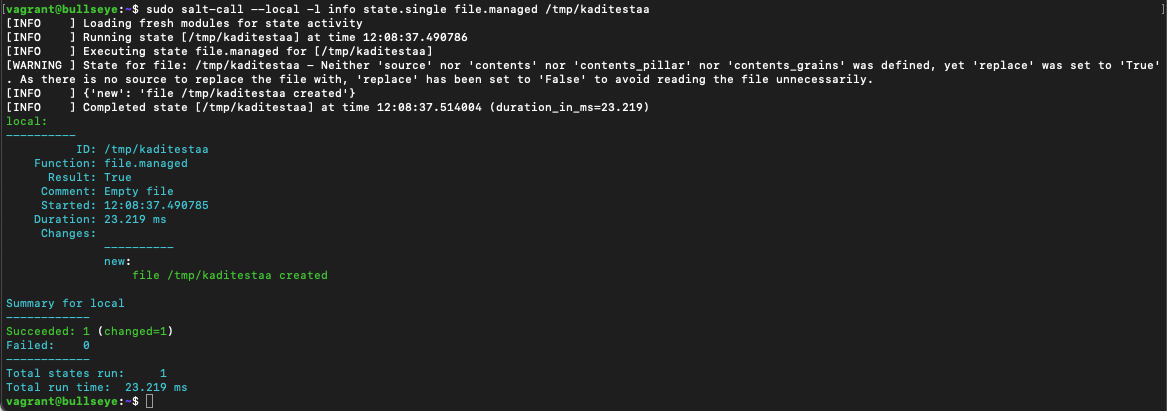 vagrant@bullseye:~$ sudo salt-call --local -l info state.single file.managed /tmp/kaditestaa
[INFO    ] Loading fresh modules for state activity
[INFO    ] Running state [/tmp/kaditestaa] at time 12:08:37.490786
[INFO    ] Executing state file.managed for [/tmp/kaditestaa]
[WARNING ] State for file: /tmp/kaditestaa - Neither 'source' nor 'contents' nor 'contents_pillar' nor 'contents_grains' was defined, yet 'replace' was set to 'True'
. As there is no source to replace the file with, 'replace' has been set to 'False' to avoid reading the file unnecessarily.
[INFO    ] {'new': 'file /tmp/kaditestaa created'}
[INFO    ] Completed state [/tmp/kaditestaa] at time 12:08:37.514004 (duration_in_ms=23.219)
local:
----------
          ID: /tmp/kaditestaa
    Function: file.managed
      Result: True
     Comment: Empty file
     Started: 12:08:37.490785
    Duration: 23.219 ms
     Changes:
              ----------
              new:
                  file /tmp/kaditestaa created

Summary for local
------------
Succeeded: 1 (changed=1)
Failed:    0
------------
Total states run:     1
Total run time:  23.219 ms
vagrant@bullseye:~$